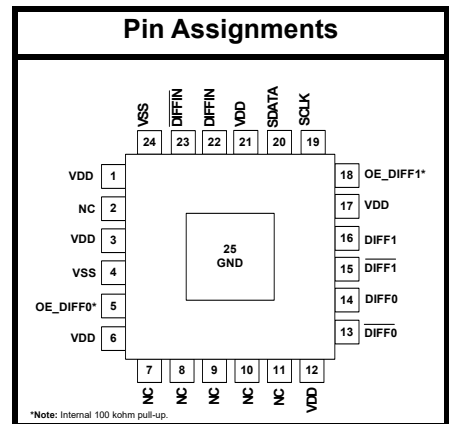 Pin Assignments
VSS
DIFFIN
DIFFIN
VDD
SDATA
SCLK
24
23
22
21
20
19
VDD 1
NC 2
VDD 3
VSS 4
OE_DIFF0* 5
VDD 6
25
GND
18 OE_DIFF1*
17 VDD
16 DIFF1
15 DIFF1
14 DIFF0
13 DIFF0
7
8
9
10
11
12
NC
NC
NC
NC
NC
VDD
*Note: Internal 100 kohm pull-up.